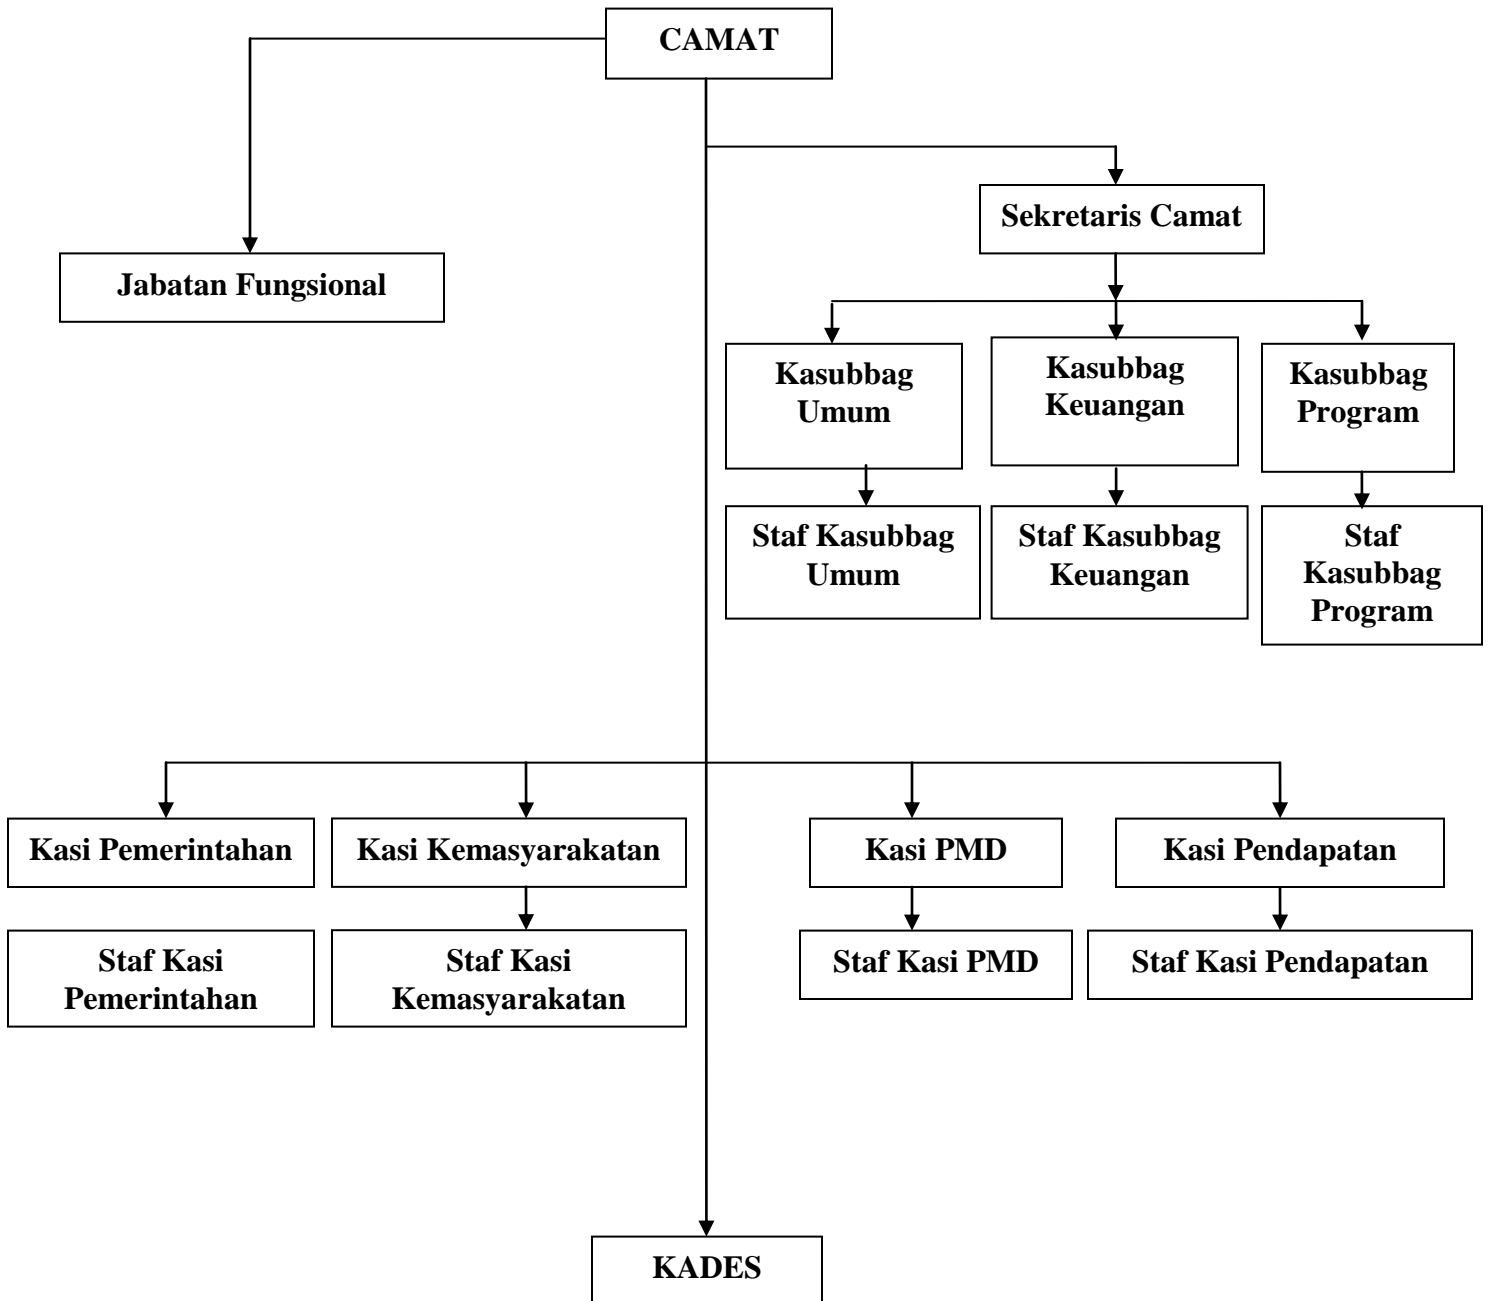 CAMAT
Sekretaris Camat
Jabatan Fungsional
Kasubbag
Umum
Kasubbag
Keuangan
Kasubbag
Program
Staf Kasubbag
Umum
Staf Kasubbag
Keuangan
Staf
Kasubbag
Program
Kasi Pemerintahan
Kasi Kemasyarakatan
Kasi PMD
Kasi Pendapatan
Staf Kasi
Pemerintahan
Staf Kasi
Kemasyarakatan
Staf Kasi PMD
Staf Kasi Pendapatan
KADES